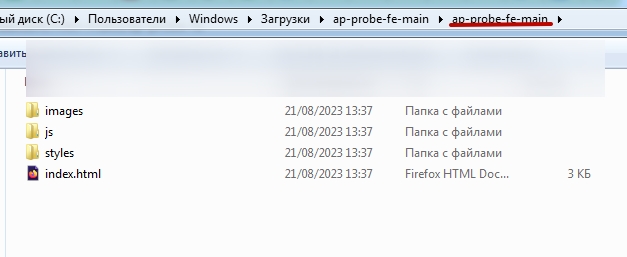 ый диск (C:) ▸ Пользователи ▸ Windows ▸ Загрузки ▸ ap-probe-fe-main ▸ ap-probe-fe-main ▸
авить
images 21/08/2023 13:37 Папка с файлами
js 21/08/2023 13:37 Папка с файлами
styles 21/08/2023 13:37 Папка с файлами
index.html 21/08/2023 13:37 Firefox HTML Doc... 3 КБ